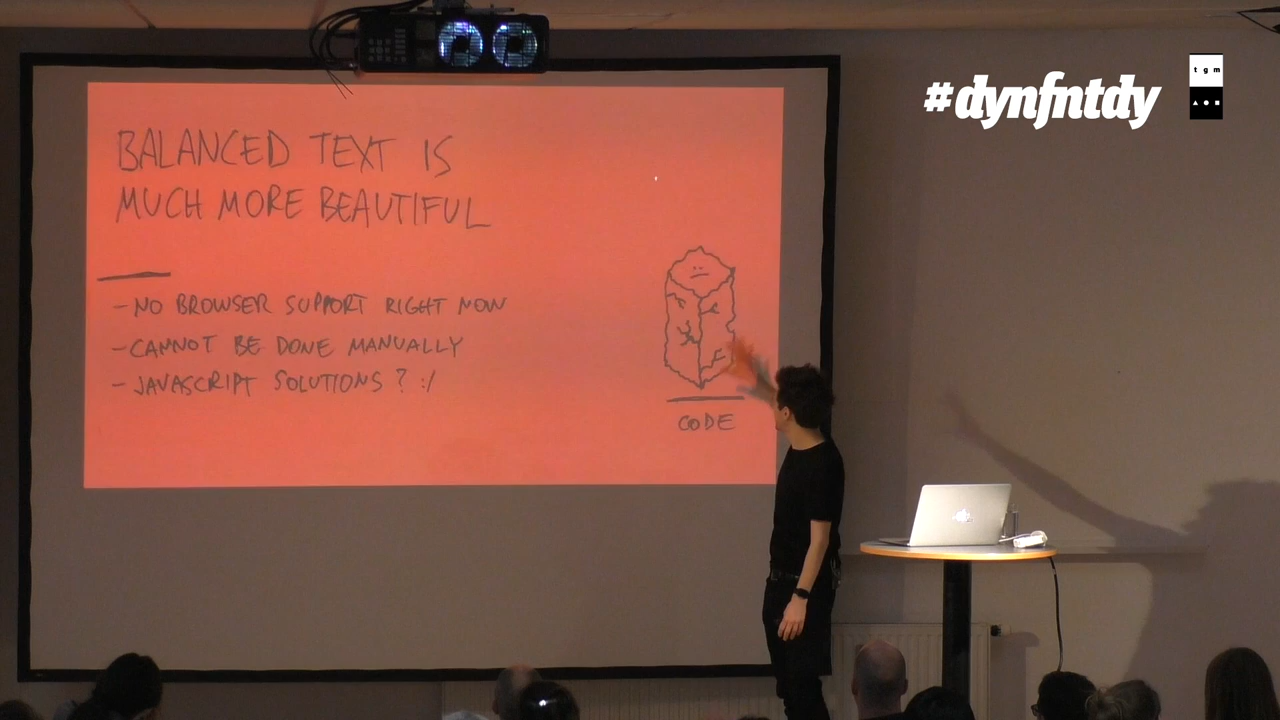 BALANCED TEXT IS
MUCH MORE BEAUTIFUL
- NO BROWSER SUPPORT RIGHT NOW
- CANNOT BE DONE MANUALLY
- JAVASCRIPT SOLUTIONS ? :/
CODE
#dynfntdy
tgm